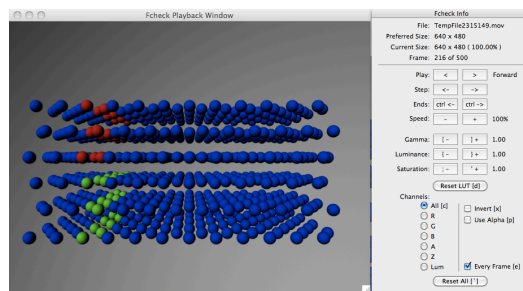 Fcheck Playback Window
Fcheck Info
File: TempFile2315149.mov
Preferred Size: 640 x 480
Current Size: 640 x 480 ( 100.00% )
Frame: 216 of 500
Play: < > Forward
Step: <- ->
Ends: ctrl <- ctrl ->
Speed: - + 100%
Gamma: [ - ] + 1.00
Luminance: { - } + 1.00
Saturation: ; - ' + 1.00
Reset LUT [d]
Channels:
All [c]
Invert [x]
R
Use Alpha [p]
G
B
A
Z
Lum
Every Frame [e]
Reset All [ ' ]